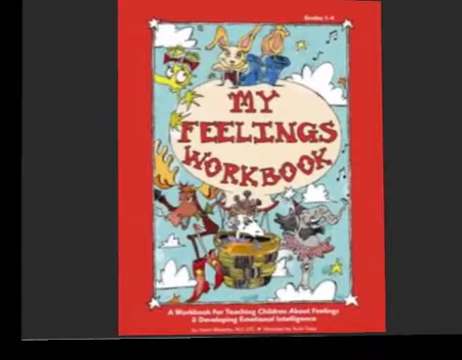 Grades 1-4
MY
FEELINGS
WORKBOOK
A Workbook For Teaching Children About Feelings
& Developing Emotional Intelligence